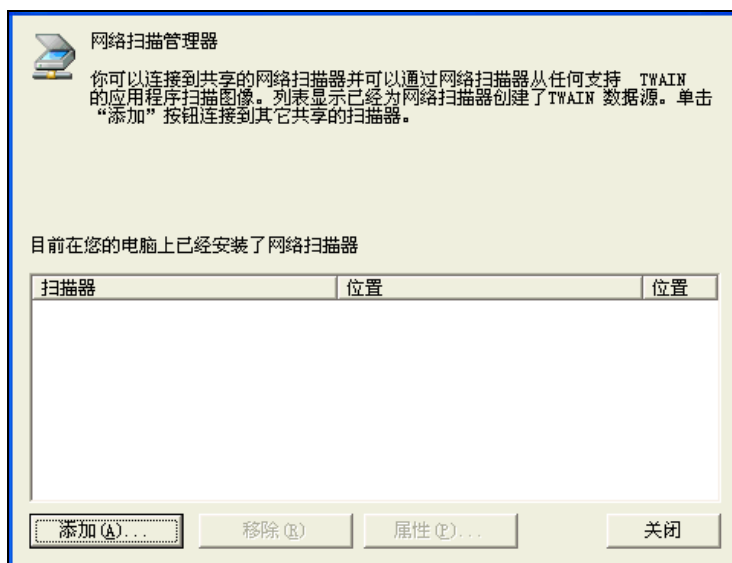 网络扫描管理器
你可以连接到共享的网络扫描器并可以通过网络扫描器从任何支持 TWAIN
的应用程序扫描图像。列表显示已经为网络扫描器创建了TWAIN 数据源。单击
“添加”按钮连接到其它共享的扫描器。
目前在您的电脑上已经安装了网络扫描器
扫描器 位置 位置
添加(A)... 移除(R) 属性(P)... 关闭